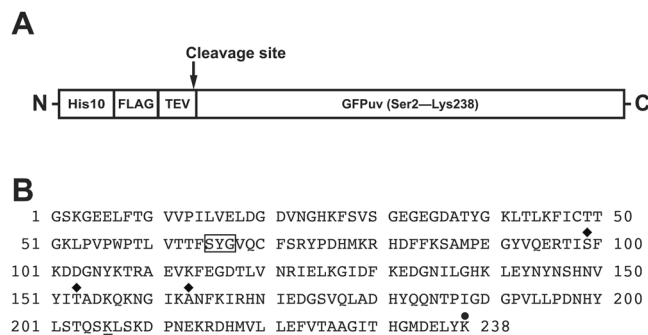 A
Cleavage site
N His10 FLAG TEV GFPuv (Ser2—Lys238) C
B
1 GSKGEELFTG VVPILVELDG DVNGHKFSVS GEGEGDATYG KLTLKFICTT 50
51 GKLPVPWPTL VTTFSYGVQC FSRYPDHMKR HDFFKSAMPE GYVQERTISF 100
101 KDDGNYKTRA EVKFEGDTLV NRIELKGIDF KEDGNILGHK LEYNYNSHNV 150
151 YITADKQKNG IKANFKIRHN IEDGSVQLAD HYQQNTPIGD GPVLLPDNHY 200
201 LSTQSKLSKD PNEKRDHMVL LEFVTAAGIT HGMDELYK 238